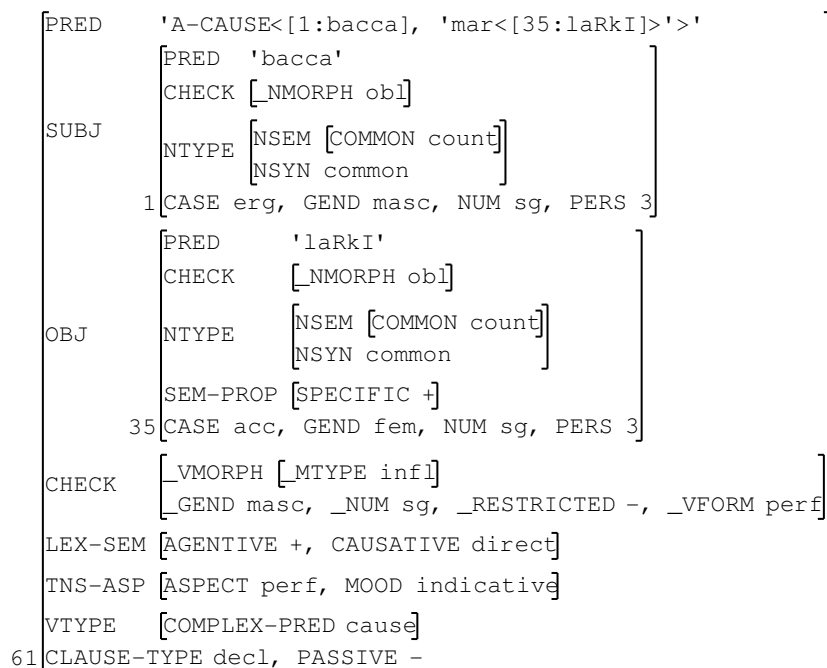 PRED 'A-CAUSE<[1:bacca], 'mar<[35:laRkI]>'>'
PRED 'bacca'
CHECK [_NMORPH obl]
SUBJ
NTYPE [NSEM [COMMON count]
NSYN common]
1 [CASE erg, GEND masc, NUM sg, PERS 3]
PRED 'laRkI'
CHECK [_NMORPH obl]
OBJ
NTYPE [NSEM [COMMON count]
NSYN common]
SEM-PROP [SPECIFIC +]
35 [CASE acc, GEND fem, NUM sg, PERS 3]
CHECK [_VMORPH [_MTYPE infl]
_GEND masc, _NUM sg, _RESTRICTED -, _VFORM perf]
LEX-SEM [AGENTIVE +, CAUSATIVE direct]
TNS-ASP [ASPECT perf, MOOD indicative]
VTYPE [COMPLEX-PRED cause]
61 [CLAUSE-TYPE decl, PASSIVE -